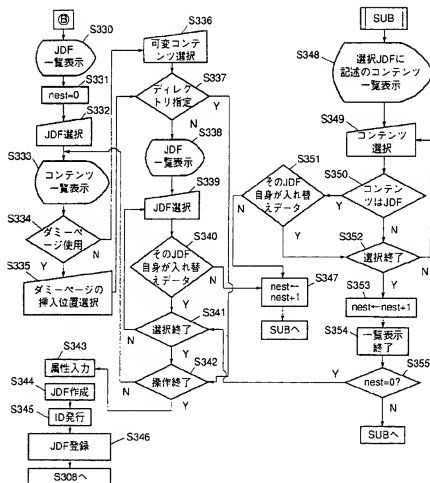 B
S330
JDF
一覧表示
S331
nest=0
S332
JDF選択
S333
コンテンツ
一覧表示
S334
ダミーペー
ジ使用
N
Y
S335
ダミーページの
挿入位置選択
S336
可変コンテ
ンツ選択
S337
ディレク
トリ指定
Y
N
S338
JDF
一覧表示
S339
JDF選択
S340
そのJDF
自身が入れ替
えデータ
N
Y
S341
選択終了
N
Y
S342
操作終了
N
Y
S343
属性入力
S344
JDF作成
S345
ID発行
S346
JDF登録
S308へ
SUB
S348
選択JDFに
記述のコンテンツ
一覧表示
S349
コンテンツ
選択
S350
コンテン
ツはJDF
Y
N
S351
そのJDF
自身が入れ替
えデータ
N
Y
S352
選択終了
N
Y
S347
nest←
nest+1
SUBへ
S353
nest←nest+1
S354
一覧表示
終了
S355
nest=0?
Y
N
SUBへ